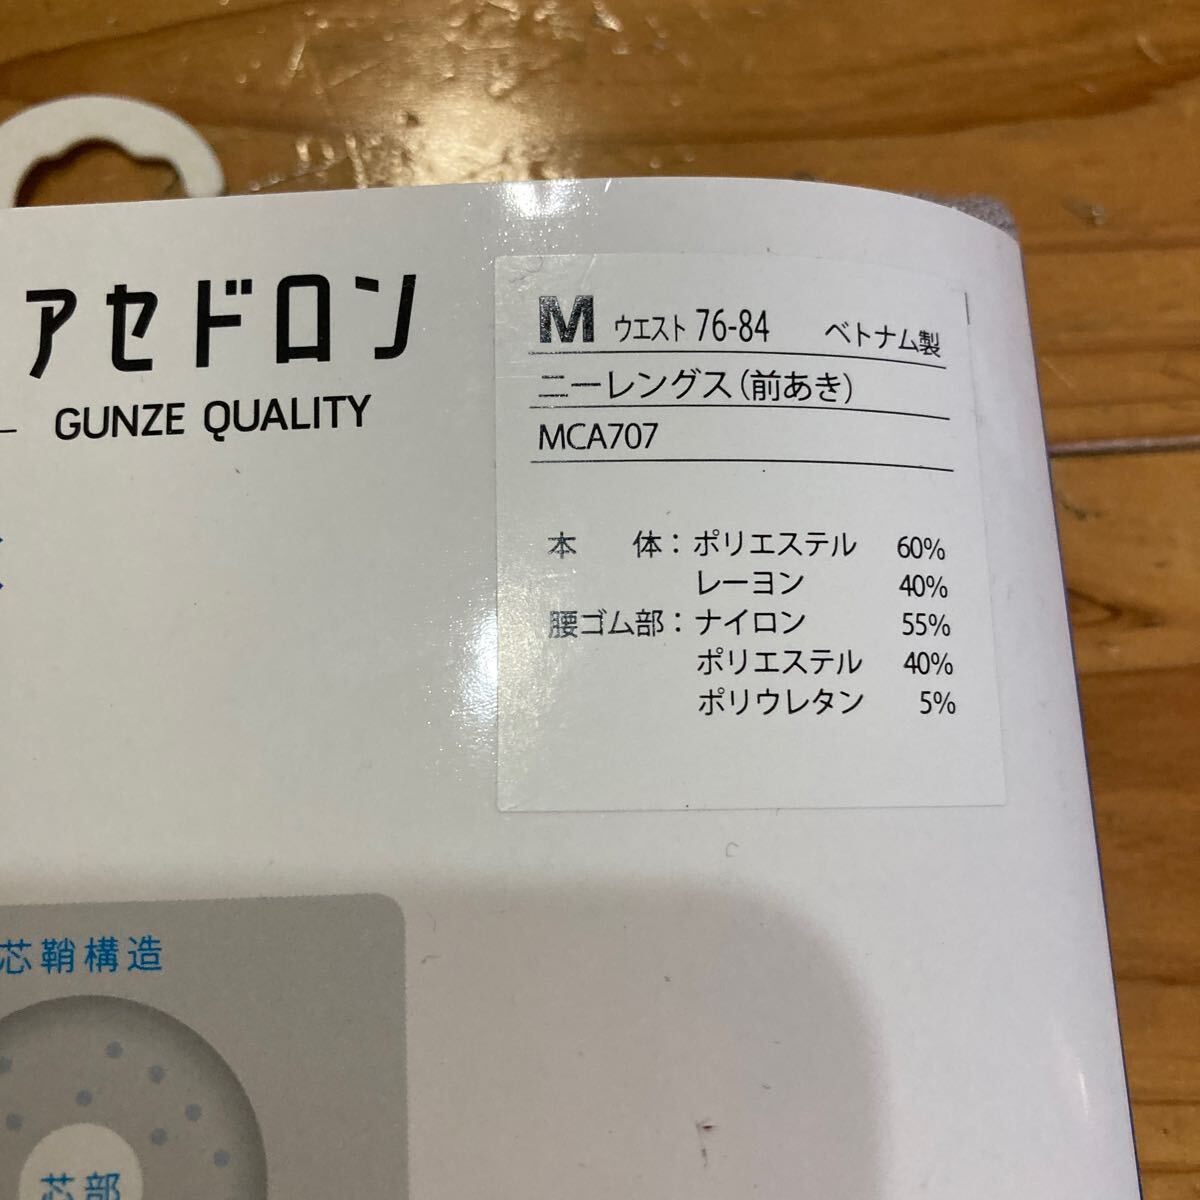 アセドロン
GUNZE QUALITY
M ウエスト 76-84 ベトナム製
ニーレングス(前あき)
MCA707
本 体：ポリエステル 60%
レーヨン 40%
腰ゴム部：ナイロン 55%
ポリエステル 40%
ポリウレタン 5%
芯鞘構造
芯部